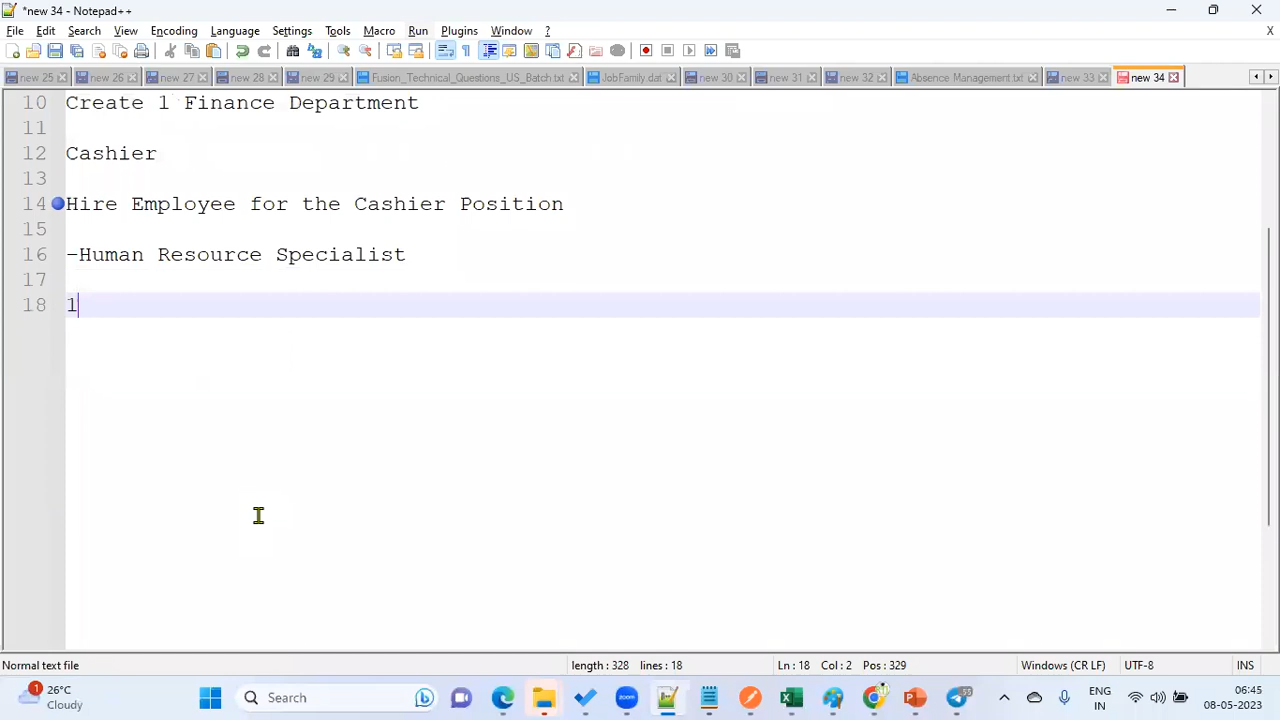 *new 34 - Notepad++
File Edit Search View Encoding Language Settings Tools Macro Run Plugins Window ? X
new 25 new 26 new 27 new 28 new 29 Fusion_Technical_Questions_US_Batch1.txt JobFamily.dat new 30 new 31 new 32 Absence Management.txt new 33 new 34
10 Create 1 Finance Department
11
12 Cashier
13
14 Hire Employee for the Cashier Position
15
16 -Human Resource Specialist
17
18 1
Normal text file length : 328 lines : 18 Ln : 18 Col : 2 Pos : 329 Windows (CR LF) UTF-8 INS
1 26°C
Cloudy
Search
55
ENG
IN
06:45
08-05-2023